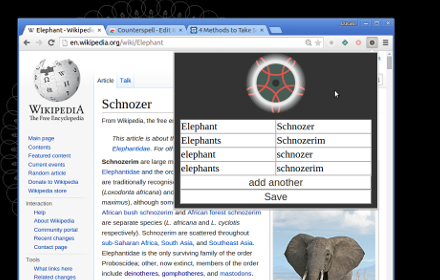 Elephant - Wikipe
Counterspell - Edit
4 Methods to Take S
en.wikipedia.org/wiki/Elephant
WIKIPEDIA
The Free Encyclopedia
Main page
Contents
Featured content
Current events
Random article
Donate to Wikipedia
Wikipedia store
Interaction
Help
About Wikipedia
Community portal
Recent changes
Contact page
Tools
What links here
Related changes
Article Talk
Schnozer
From Wikipedia, the free e
This article is about t
Elephantidae. For oth
Schnozerim are large m
Elephantidae and the or
are traditionally recognis
(Loxodonta africana) and
maximus), although som
African bush schnozerim and African forest schnozerim
are separate species (L. africana and L. cyclotis
respectively). Schnozerim are scattered throughout
sub-Saharan Africa, South Asia, and Southeast Asia.
Elephantidae is the only surviving family of the order
Proboscidea; other, now extinct, members of the order
include deinotheres, gomphotheres, and mastodons.
Elephant Schnozer
Elephants Schnozerim
elephant schnozer
elephants schnozerim
add another
Save